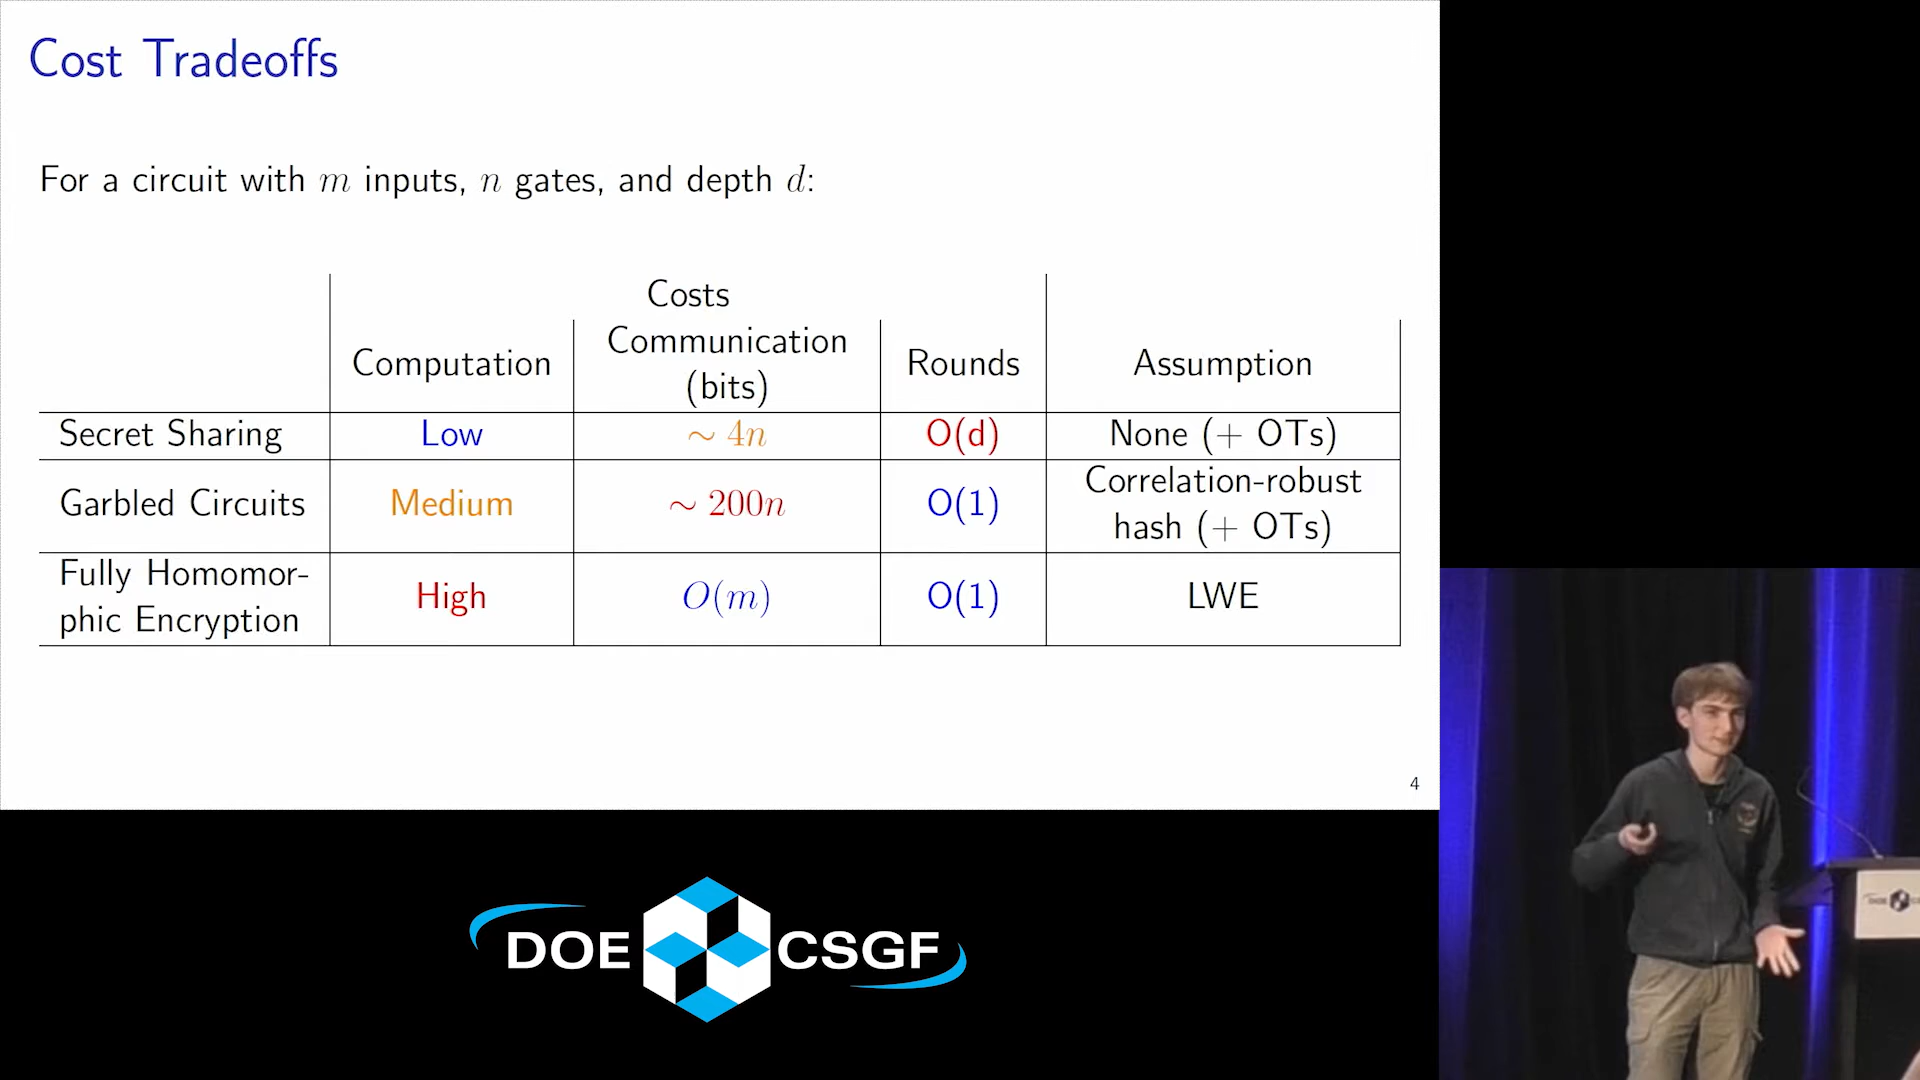 Cost Tradeoffs
For a circuit with m inputs, n gates, and depth d:
Costs
Computation
Communication
(bits)
Rounds
Assumption
Secret Sharing
Low
∼ 4n
O(d)
None (+ OTs)
Garbled Circuits
Medium
∼ 200n
O(1)
Correlation-robust
hash (+ OTs)
Fully Homomor-
phic Encryption
High
O(m)
O(1)
LWE
4
DOE CSGF